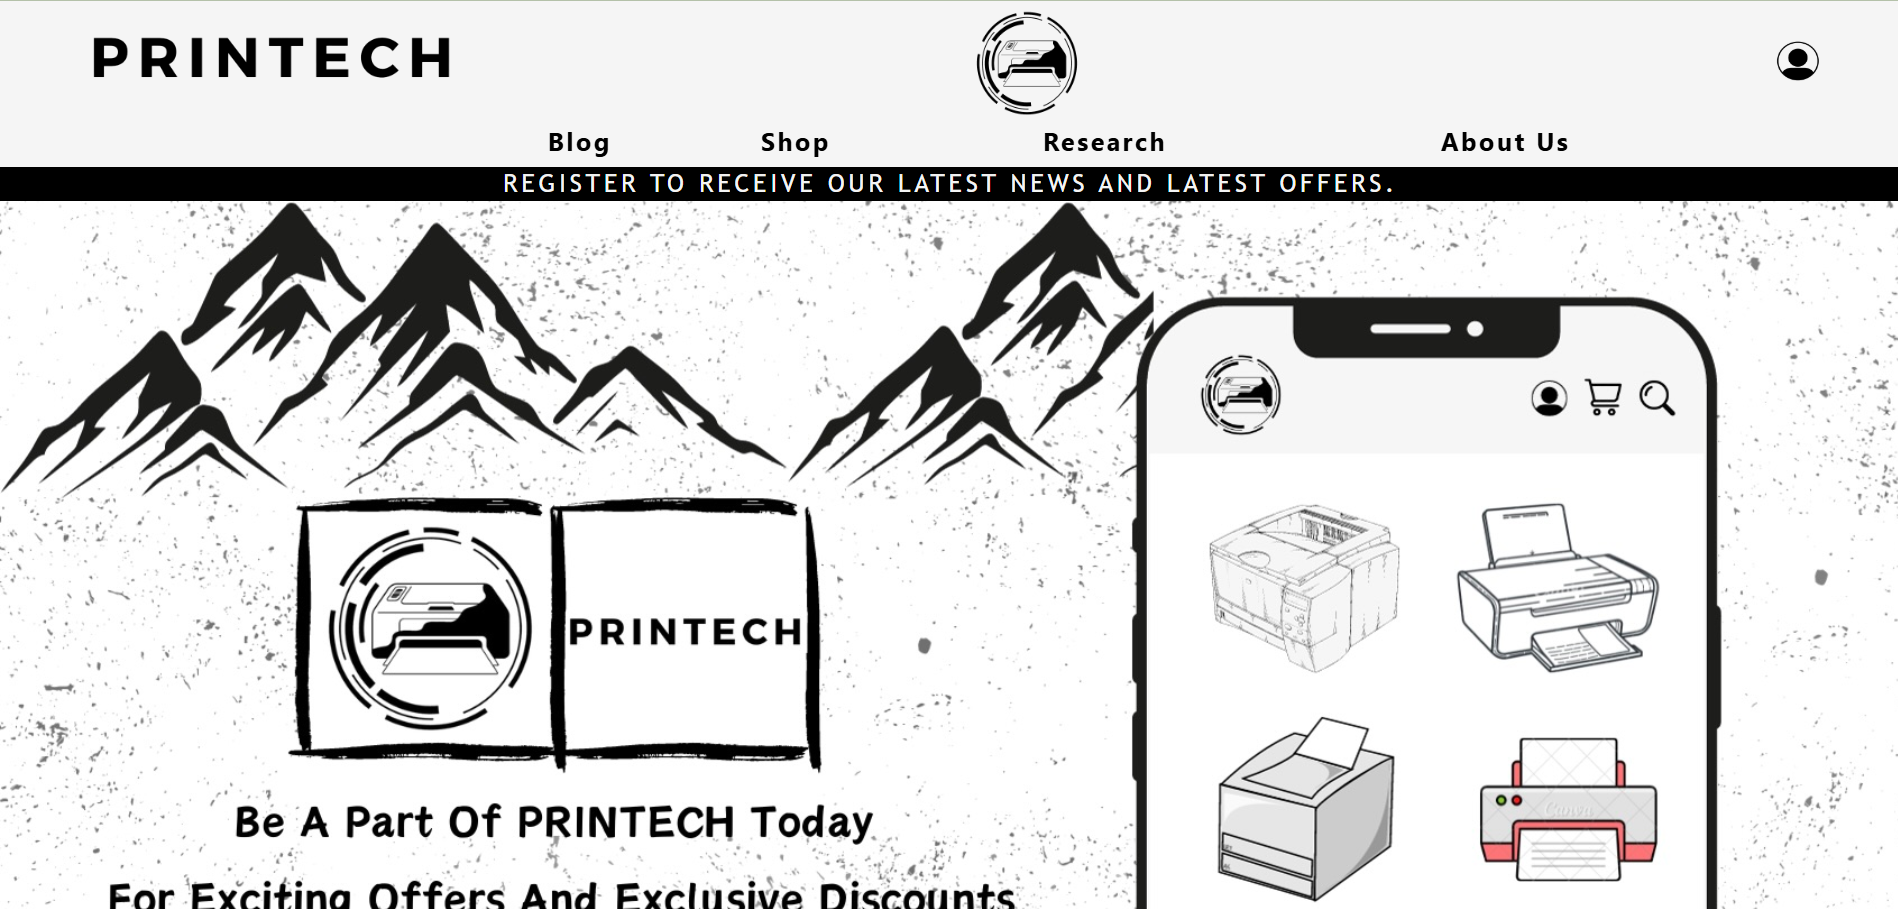 PRINTECH
Blog Shop Research About Us
REGISTER TO RECEIVE OUR LATEST NEWS AND LATEST OFFERS.
PRINTECH
Be A Part Of PRINTECH Today
For Exciting Offers And Exclusive Discounts
Canva